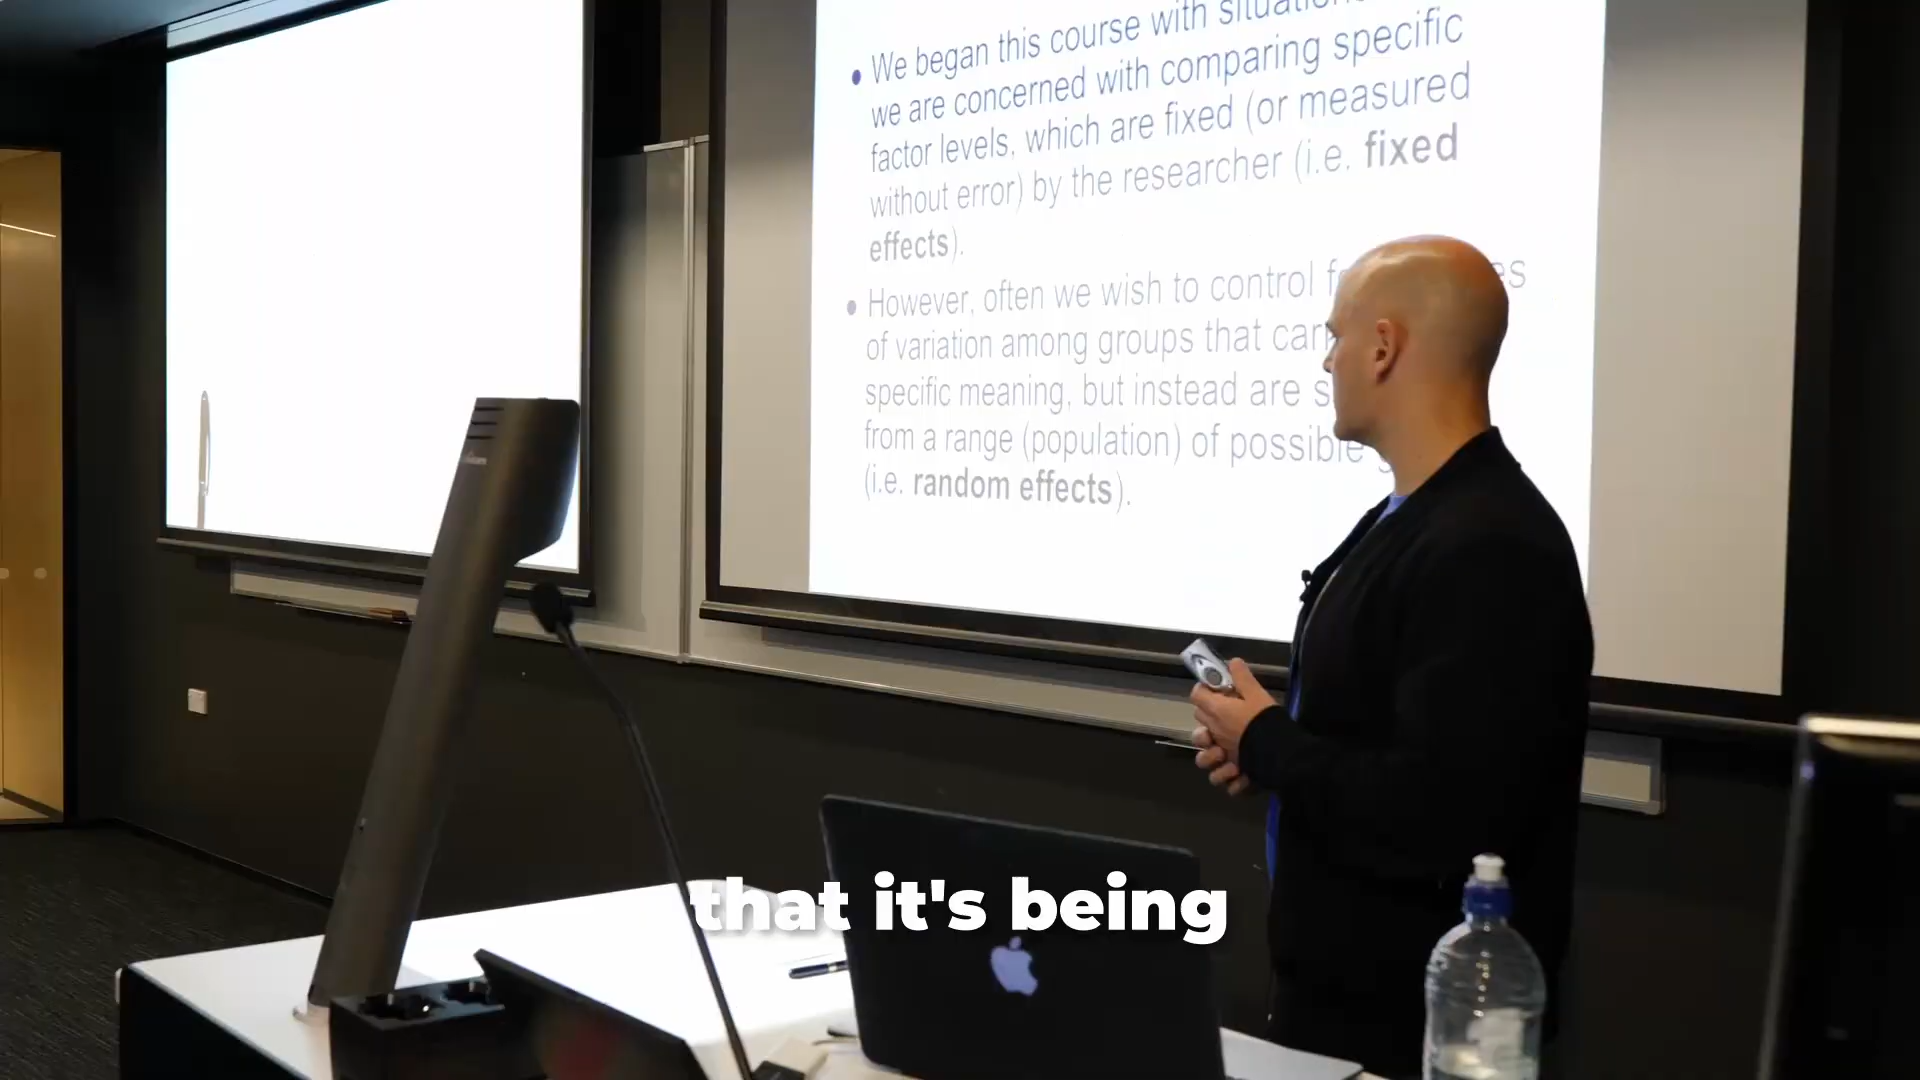 We began this course with
we are concerned with comparing specific
factor levels, which are fixed (or measured
without error) by the researcher (i.e. fixed
effects).
However, often we wish to control
of variation among groups that
specific meaning, but instead are
from a range (population) of possible
(i.e. random effects).
that it's being